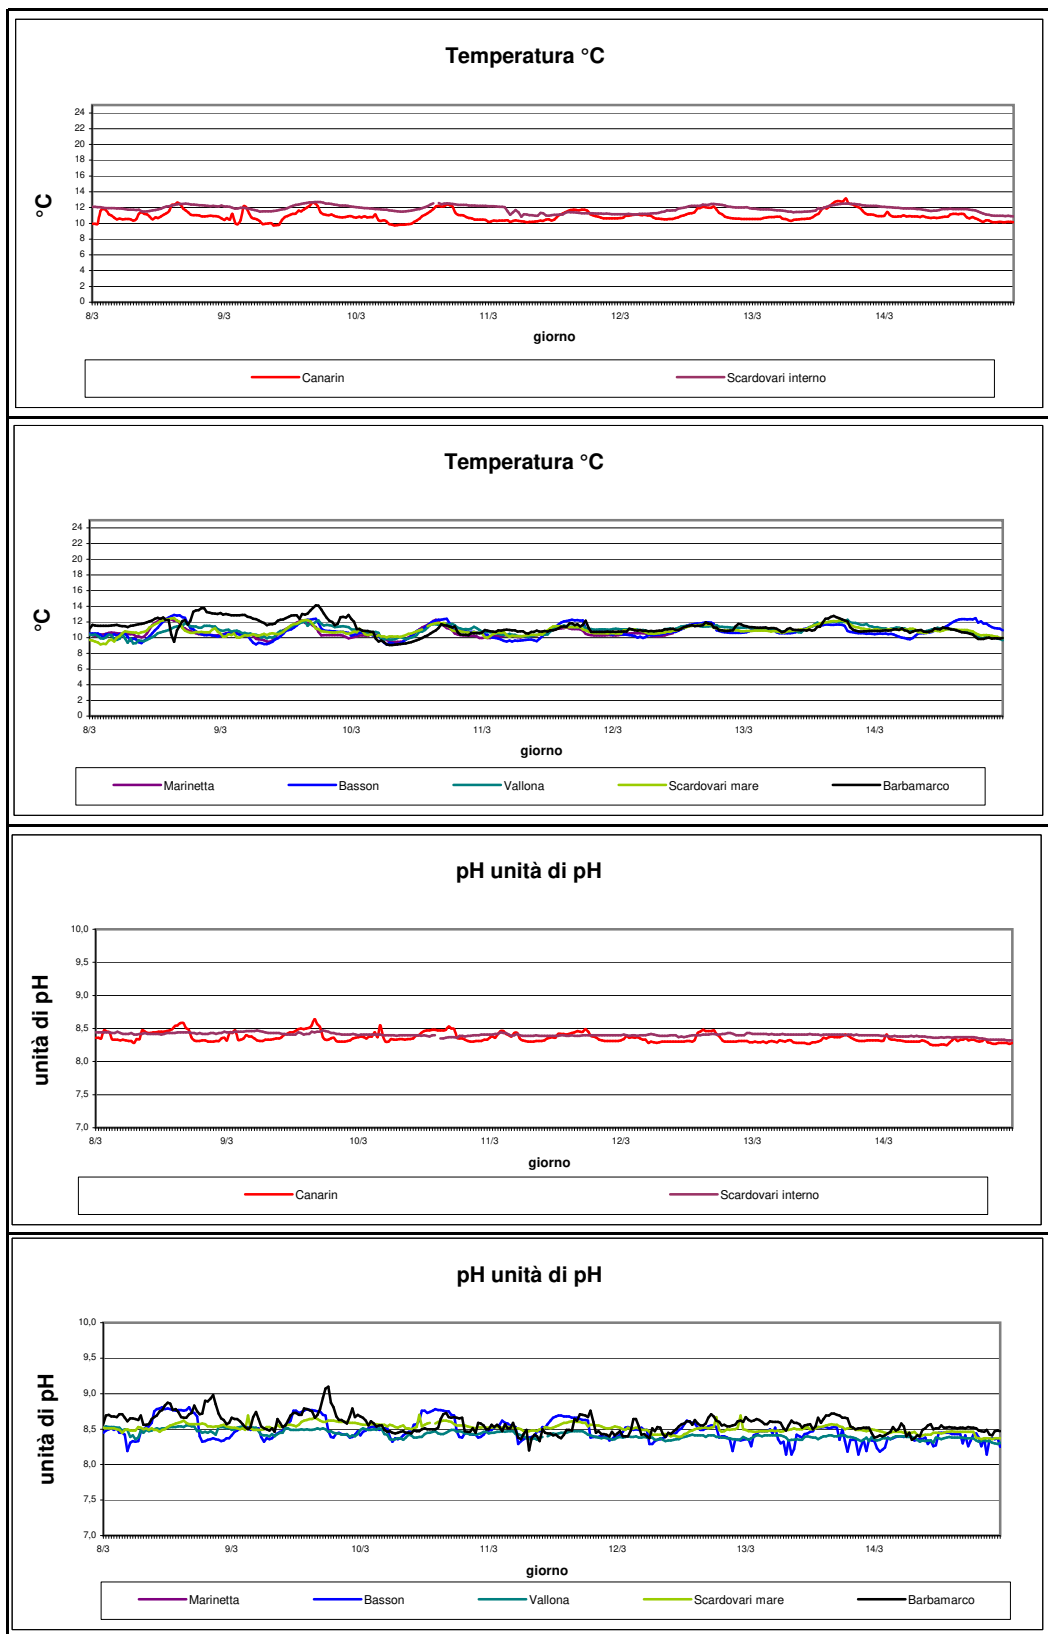 Temperatura °C
24
22
20
18
16
14
12
10
8
6
4
2
0
°C
8/3 9/3 10/3 11/3 12/3 13/3 14/3
giorno
Canarin Scardovari interno
Temperatura °C
24
22
20
18
16
14
12
10
8
6
4
2
0
°C
8/3 9/3 10/3 11/3 12/3 13/3 14/3
giorno
Marinetta Basson Vallona Scardovari mare Barbamarco
pH unità di pH
10,0
9,5
9,0
8,5
8,0
7,5
7,0
unità di pH
8/3 9/3 10/3 11/3 12/3 13/3 14/3
giorno
Canarin Scardovari interno
pH unità di pH
10,0
9,5
9,0
8,5
8,0
7,5
7,0
unità di pH
8/3 9/3 10/3 11/3 12/3 13/3 14/3
giorno
Marinetta Basson Vallona Scardovari mare Barbamarco